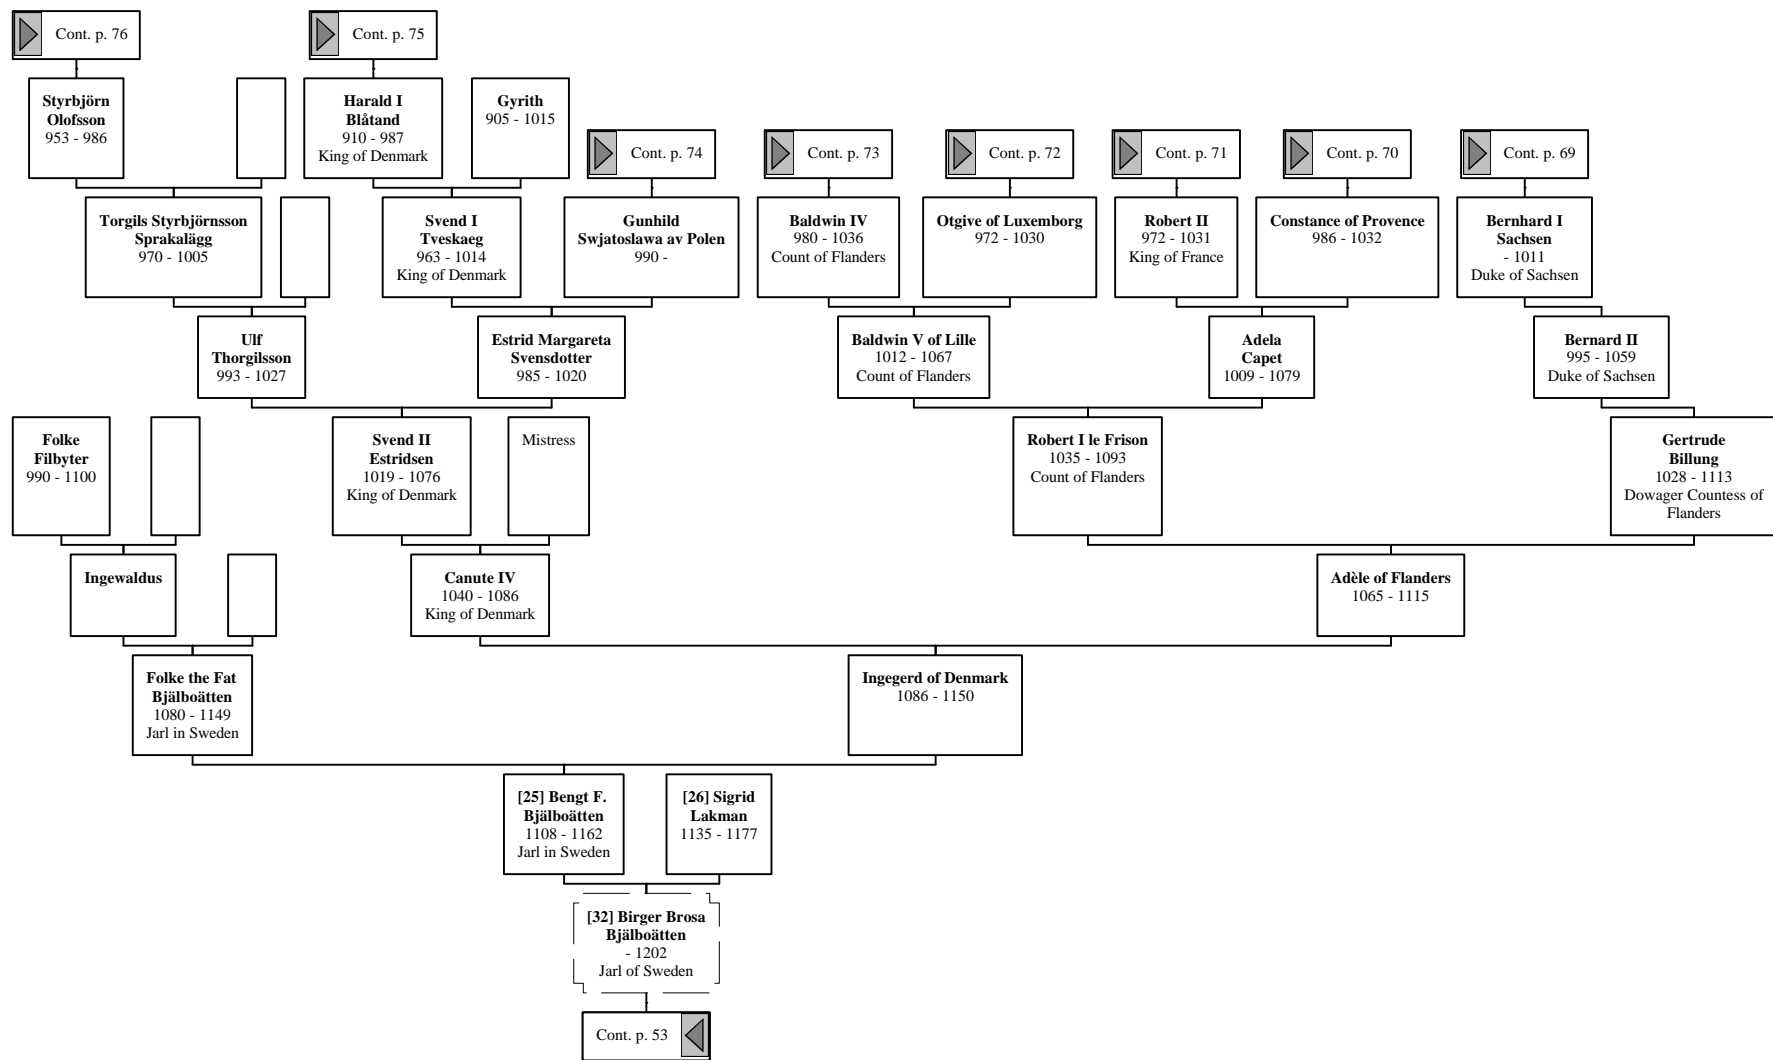 Cont. p. 76
Cont. p. 75
Styrbjörn
Olofsson
953 - 986
Harald I
Blåtand
910 - 987
King of Denmark
Gyrith
905 - 1015
Cont. p. 74
Cont. p. 73
Cont. p. 72
Cont. p. 71
Cont. p. 70
Cont. p. 69
Torgils Styrbjörnsson
Sprakalägg
970 - 1005
Svend I
Tveskaeg
963 - 1014
King of Denmark
Gunhild
Swjatoslawa av Polen
990 -
Baldwin IV
980 - 1036
Count of Flanders
Otgive of Luxemborg
972 - 1030
Robert II
972 - 1031
King of France
Constance of Provence
986 - 1032
Bernhard I
Sachsen
- 1011
Duke of Sachsen
Ulf
Thorgilsson
993 - 1027
Estrid Margareta
Svensdotter
985 - 1020
Baldwin V of Lille
1012 - 1067
Count of Flanders
Adela
Capet
1009 - 1079
Bernard II
995 - 1059
Duke of Sachsen
Folke
Filbyter
990 - 1100
Svend II
Estridsen
1019 - 1076
King of Denmark
Mistress
Robert I le Frison
1035 - 1093
Count of Flanders
Gertrude
Billung
1028 - 1113
Dowager Countess of
Flanders
Ingewaldus
Canute IV
1040 - 1086
King of Denmark
Adèle of Flanders
1065 - 1115
Folke the Fat
Bjälboätten
1080 - 1149
Jarl in Sweden
Ingegerd of Denmark
1086 - 1150
[25] Bengt F.
Bjälboätten
1108 - 1162
Jarl in Sweden
[26] Sigrid
Lakman
1135 - 1177
[32] Birger Brosa
Bjälboätten
- 1202
Jarl of Sweden
Cont. p. 53